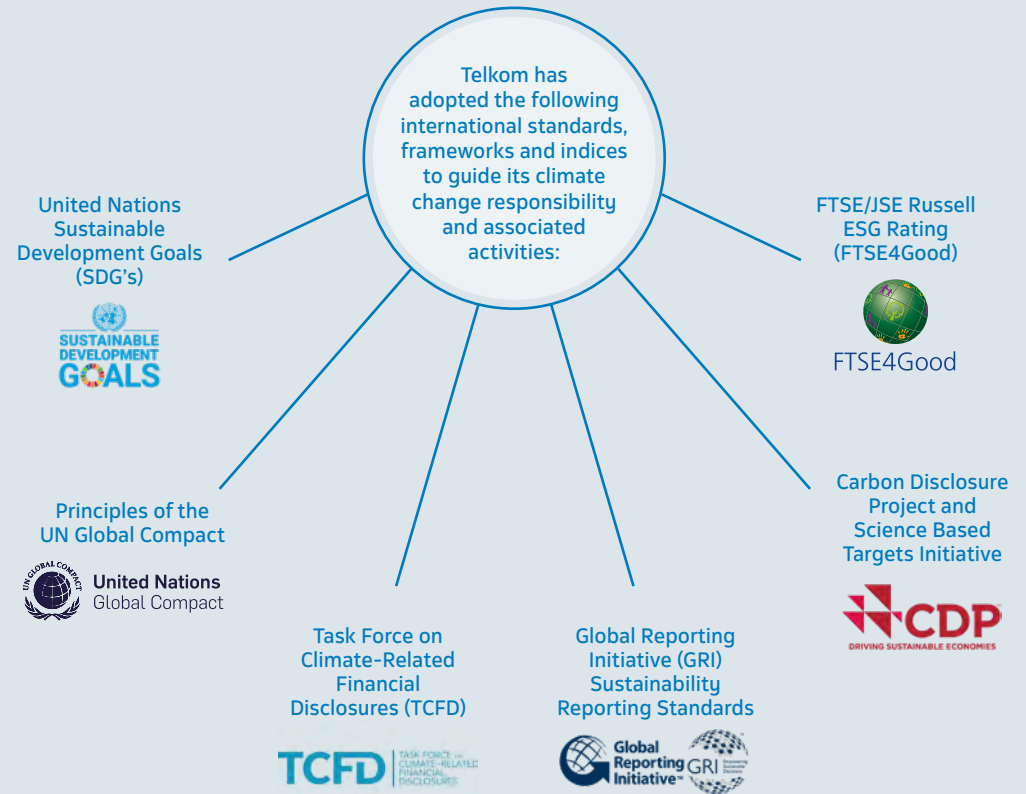 Telkom has
adopted the following
international standards,
frameworks and indices
to guide its climate
change responsibility
and associated
activities:
United Nations
Sustainable
Development Goals
(SDG's)
SUSTAINABLE
DEVELOPMENT
GOALS
Principles of the
UN Global Compact
UN GLOBAL COMPACT
United Nations
Global Compact
Task Force on
Climate-Related
Financial
Disclosures (TCFD)
TCFD
TASK FORCE ON
CLIMATE-RELATED
FINANCIAL
DISCLOSURES
Global Reporting
Initiative (GRI)
Sustainability
Reporting Standards
Global
Reporting
Initiative™
GRI
Empowering
Sustainable
Decisions
Carbon Disclosure
Project and
Science Based
Targets Initiative
CDP
DRIVING SUSTAINABLE ECONOMIES
FTSE/JSE Russell
ESG Rating
(FTSE4Good)
FTSE4Good